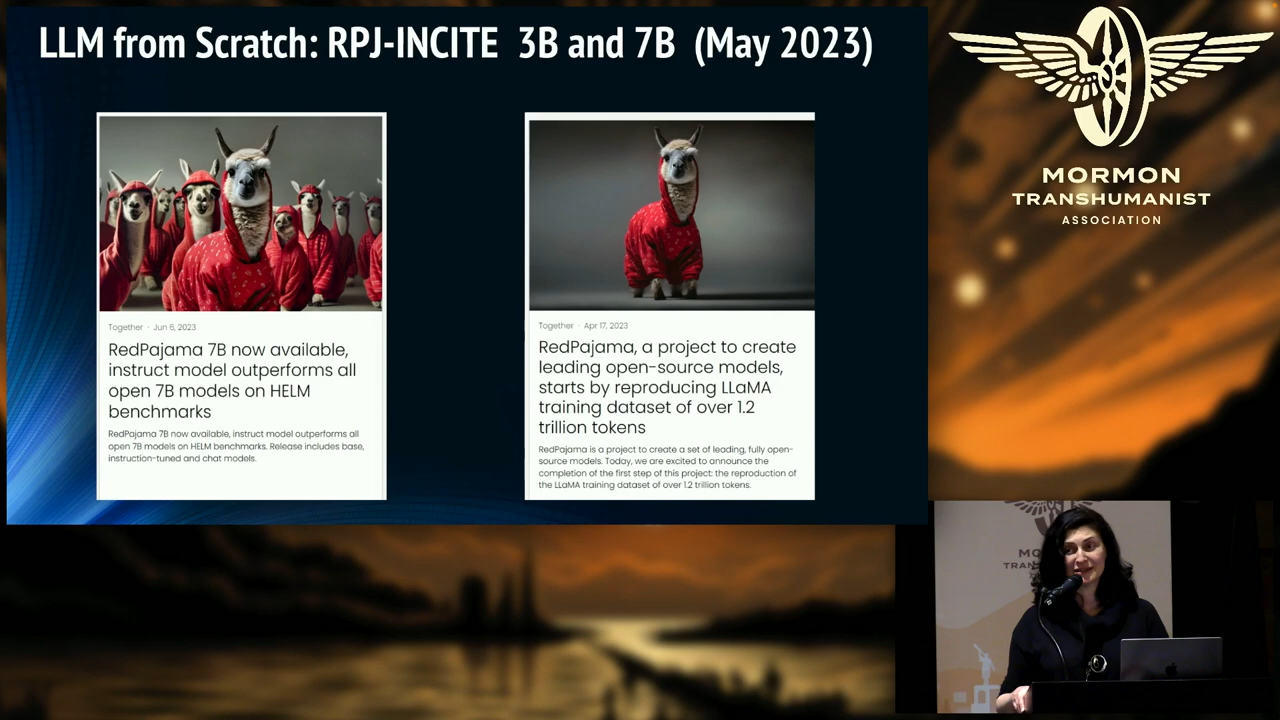 LLM from Scratch: RPJ-INCITE 3B and 7B (May 2023)
Together · Jun 6, 2023
RedPajama 7B now available,
instruct model outperforms all
open 7B models on HELM
benchmarks
RedPajama 7B now available, instruct model outperforms all
open 7B models on HELM benchmarks. Release includes base,
instruction-tuned and chat models.
Together · Apr 17, 2023
RedPajama, a project to create
leading open-source models,
starts by reproducing LLaMA
training dataset of over 1.2
trillion tokens
RedPajama is a project to create a set of leading, fully open-
source models. Today, we are excited to announce the
completion of the first step of this project: the reproduction of
the LLaMA training dataset of over 1.2 trillion tokens.
MORMON
TRANSHUMANIST
ASSOCIATION